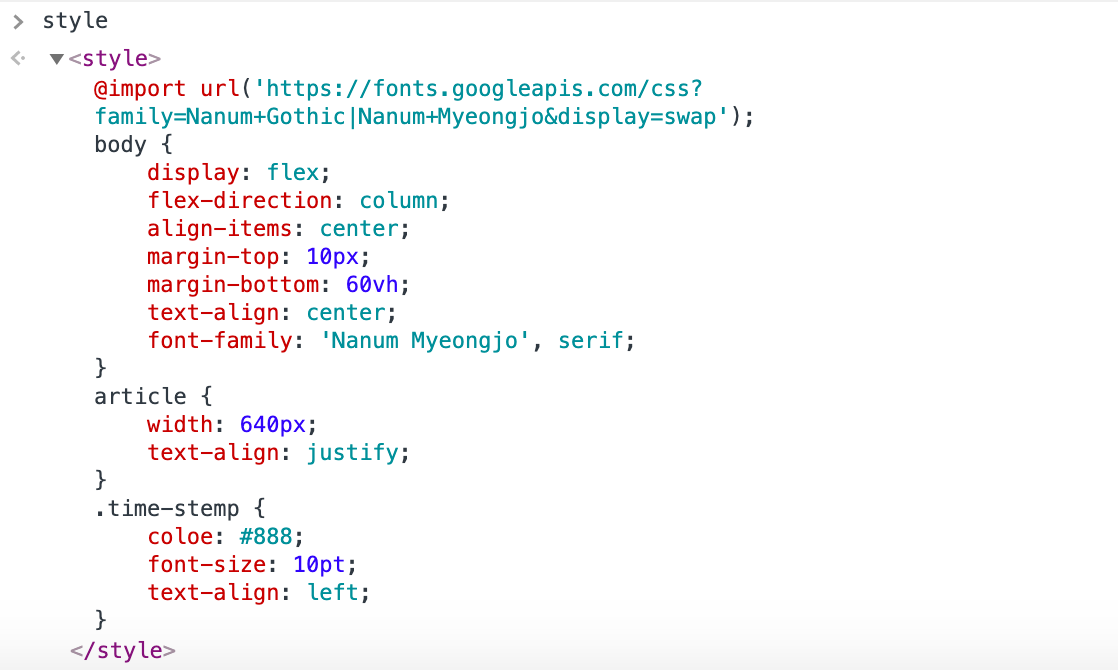 style
<style>
@import url('https://fonts.googleapis.com/css?
family=Nanum+Gothic|Nanum+Myeongjo&display=swap');
body {
display: flex;
flex-direction: column;
align-items: center;
margin-top: 10px;
margin-bottom: 60vh;
text-align: center;
font-family: 'Nanum Myeongjo', serif;
}
article {
width: 640px;
text-align: justify;
}
.time-stemp {
coloe: #888;
font-size: 10pt;
text-align: left;
}
</style>